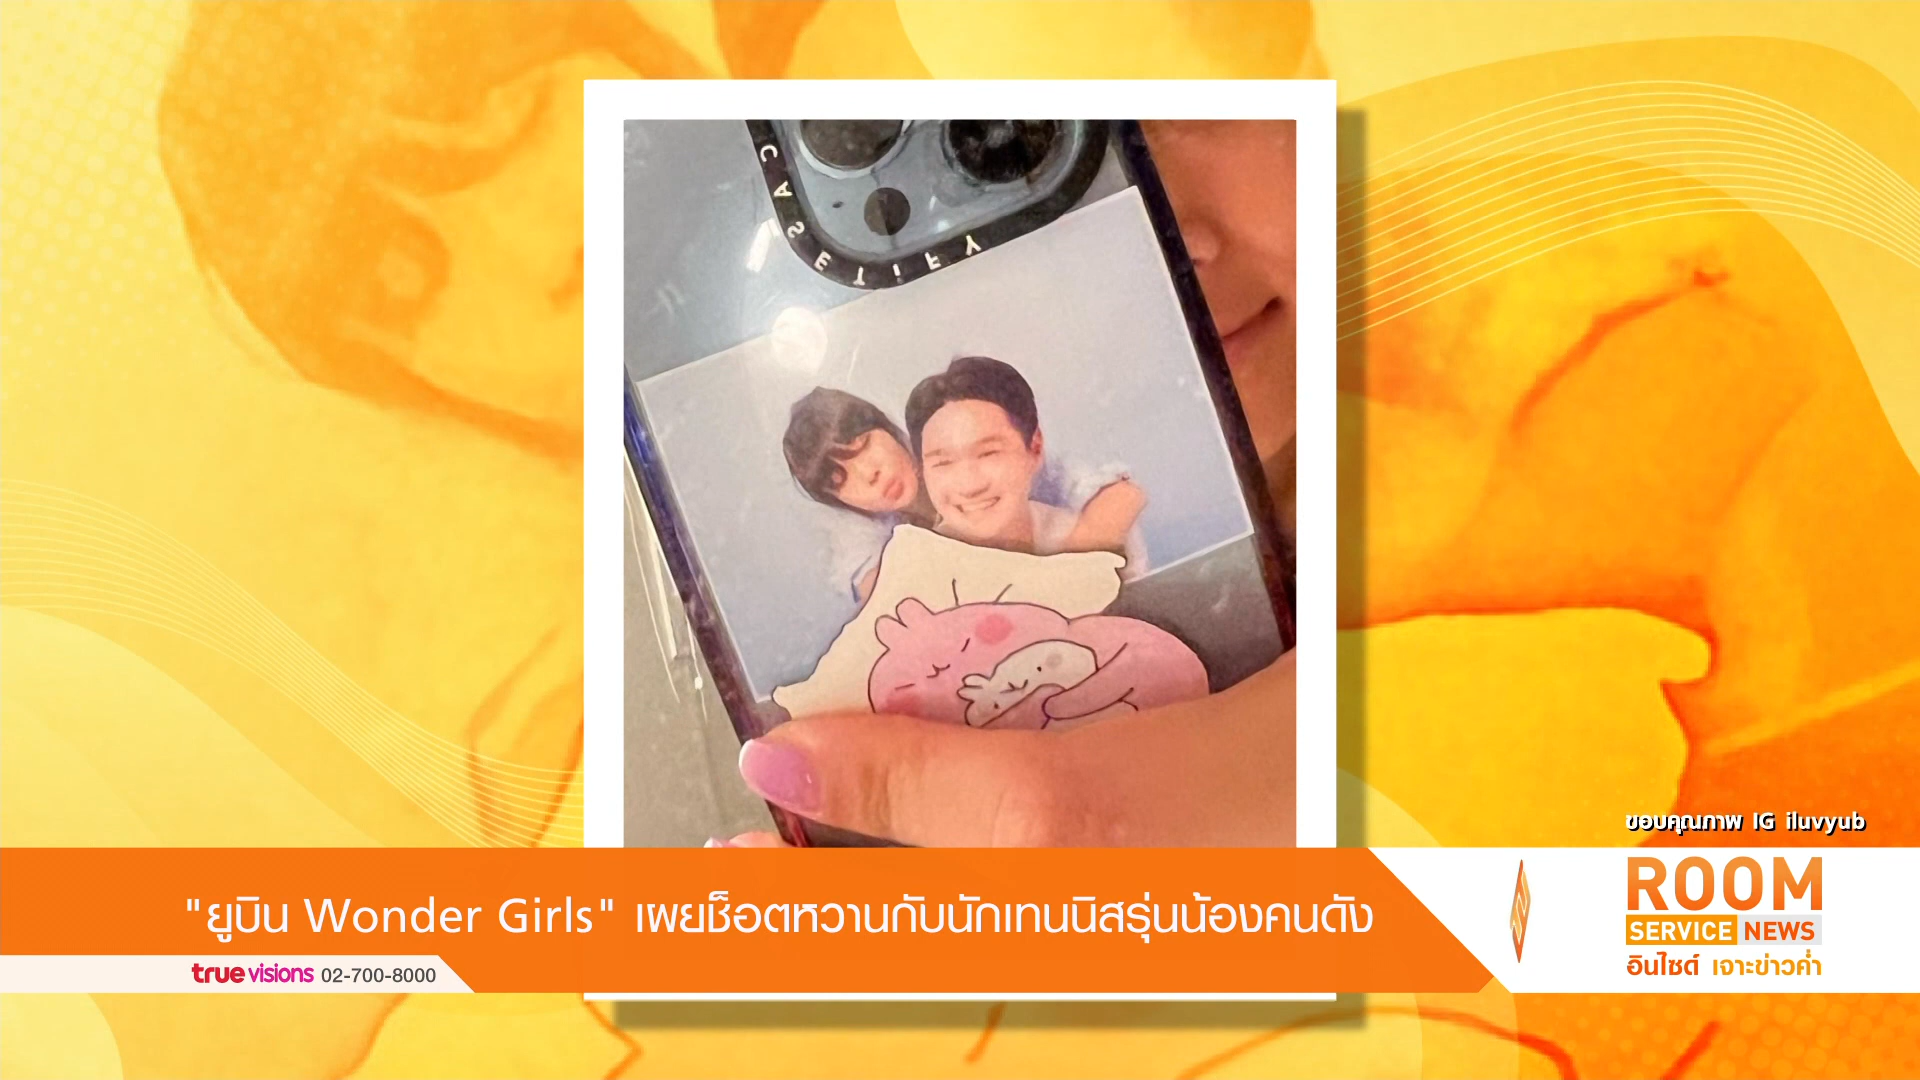 CASETiFY
ขอบคุณภาพ IG iluvyub
"ยูบิน Wonder Girls" เผยช็อตหวานกับนักเทนนิสรุ่นน้องคนดัง
truevisions 02-700-8000
ROOM
SERVICE NEWS
อินไซด์ เจาะข่าวค่ำ